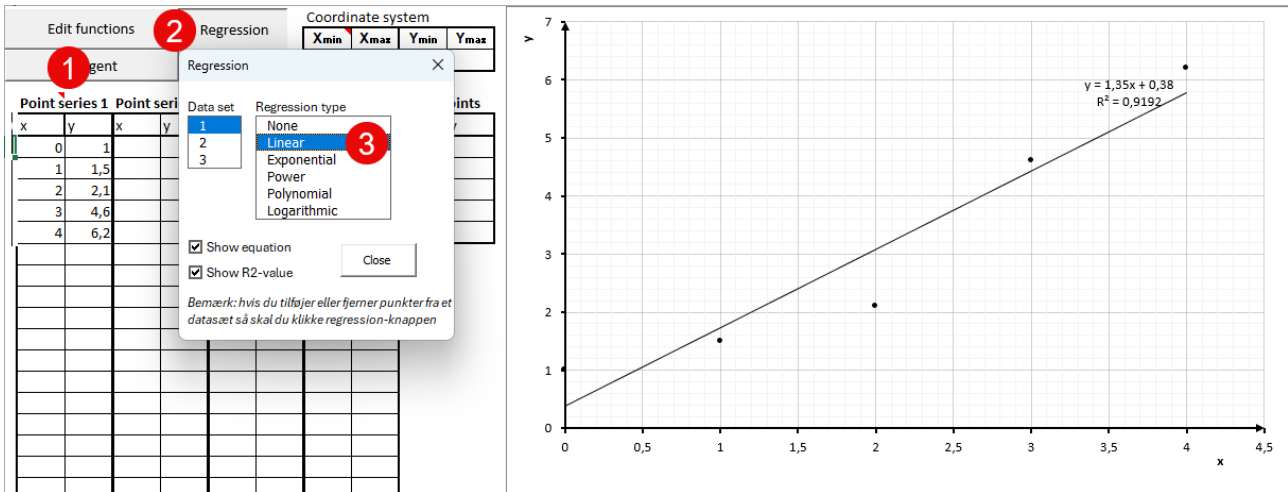 Edit functions
2
Regression
Coordinate system
Xmin Xmax Ymin Ymax
1
gent
Regression
Point series 1 Point seri
ints
x y x y
y
0 1
1 1,5
2 2,1
3 4,6
4 6,2
Data set
1
2
3
Regression type
None
Linear
3
Exponential
Power
Polynomial
Logarithmic
Show equation
Show R2-value
Close
Bemærk: hvis du tilføjer eller fjerner punkter fra et
datasæt så skal du klikke regression-knappen
y
7
6
5
4
3
2
1
0
y = 1,35x + 0,38
R² = 0,9192
0 0,5 1 1,5 2 2,5 3 3,5 4 4,5
x